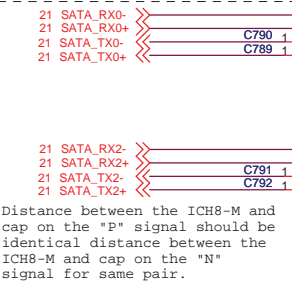 21 SATA_RX0-
21 SATA_RX0+
21 SATA_TX0- C790 1
21 SATA_TX0+ C789 1
21 SATA_RX2-
21 SATA_RX2+
21 SATA_TX2- C791 1
21 SATA_TX2+ C792 1
Distance between the ICH8-M and
cap on the "P" signal should be
identical distance between the
ICH8-M and cap on the "N"
signal for same pair.